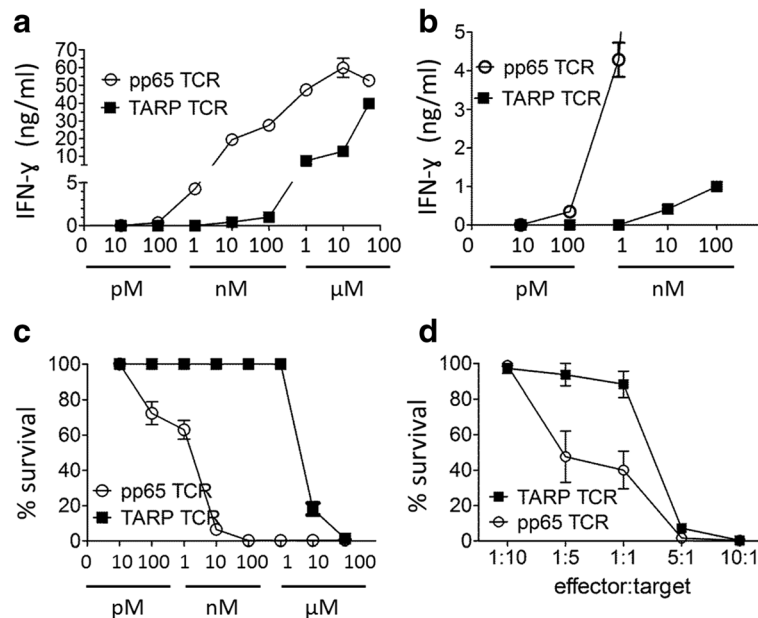 a
IFN-ɣ (ng/ml)
70
60
50
40
30
20
10
5
0
pp65 TCR
TARP TCR
0 10 100 1 10 100 1 10 100
pM nM µM
b
IFN-ɣ (ng/ml)
5
4
3
2
1
0
pp65 TCR
TARP TCR
0 10 100 1 10 100
pM nM
c
% survival
100
80
60
40
20
0
pp65 TCR
TARP TCR
0 10 100 1 10 100 1 10 100
pM nM µM
d
% survival
100
80
60
40
20
0
TARP TCR
pp65 TCR
1:10 1:5 1:1 5:1 10:1
effector:target